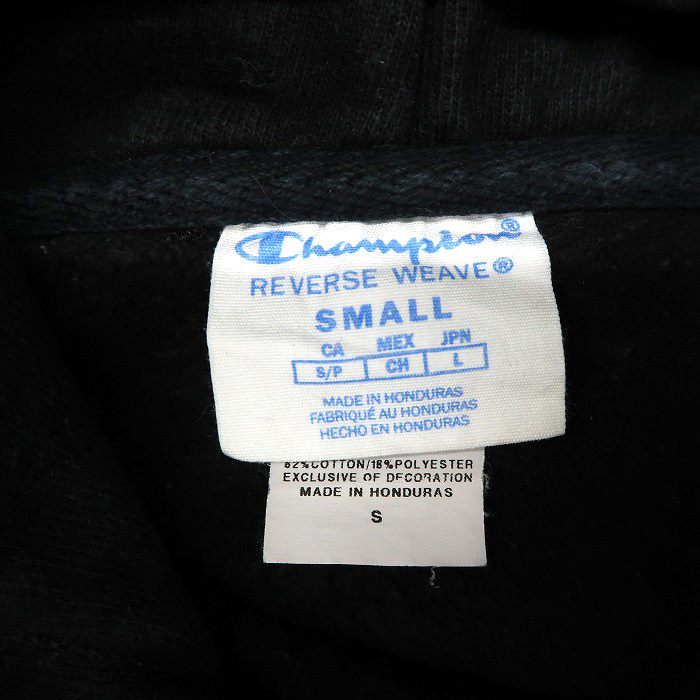 Champion®
REVERSE WEAVE®
SMALL
CA MEX JPN
S/P CH L
MADE IN HONDURAS
FABRIQUÉ AU HONDURAS
HECHO EN HONDURAS
82%COTTON/18%POLYESTER
EXCLUSIVE OF DECORATION
MADE IN HONDURAS
S